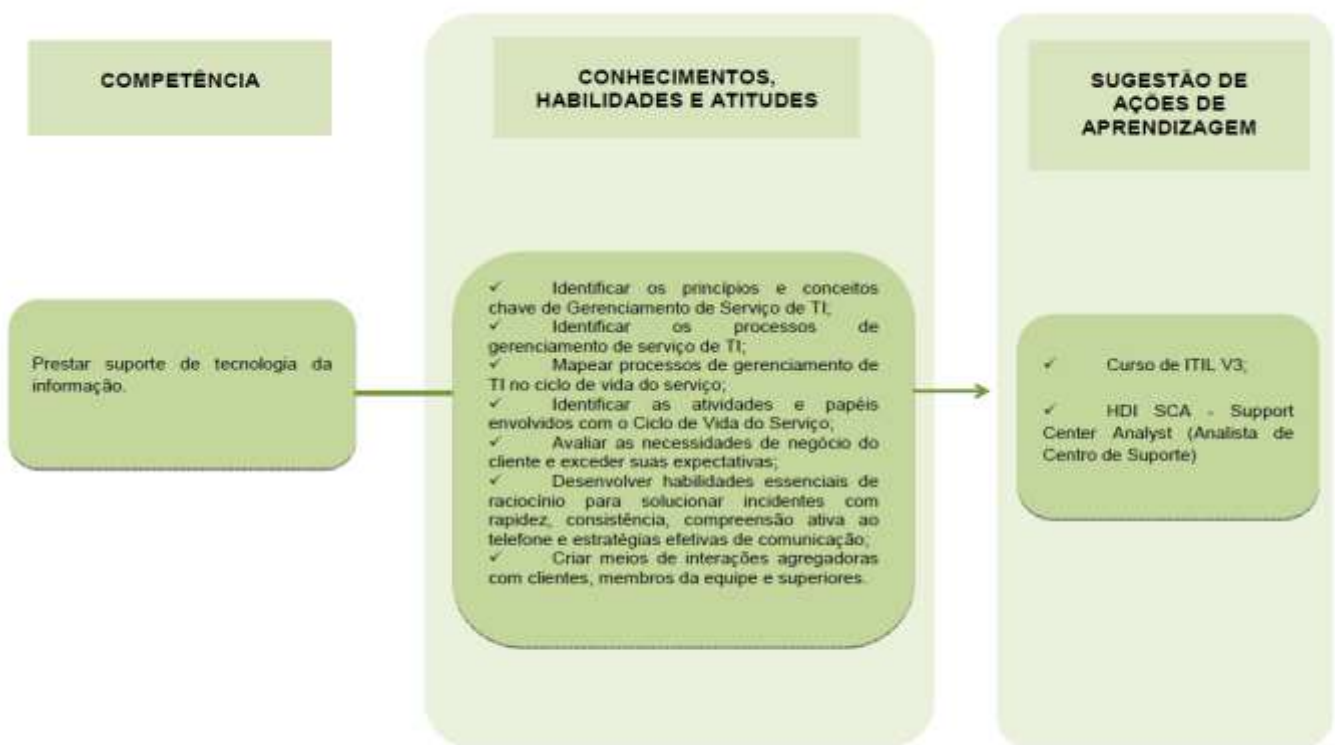 COMPETÊNCIA
CONHECIMENTOS,
HABILIDADES E ATITUDES
SUGESTÃO DE
AÇÕES DE
APRENDIZAGEM
Prestar suporte de tecnologia da
informação.
✓ Identificar os princípios e conceitos
chave de Gerenciamento de Serviço de TI;
✓ Identificar os processos de
gerenciamento de serviço de TI;
✓ Mapear processos de gerenciamento de
TI no ciclo de vida do serviço;
✓ Identificar as atividades e papéis
envolvidos com o Ciclo de Vida do Serviço;
✓ Avaliar as necessidades de negócio do
cliente e exceder suas expectativas;
✓ Desenvolver habilidades essenciais de
raciocínio para solucionar incidentes com
rapidez, consistência, compreensão ativa ao
telefone e estratégias efetivas de comunicação;
✓ Criar meios de interações agregadoras
com clientes, membros da equipe e superiores.
✓ Curso de ITIL V3;
✓ HDI SCA - Support
Center Analyst (Analista de
Centro de Suporte)